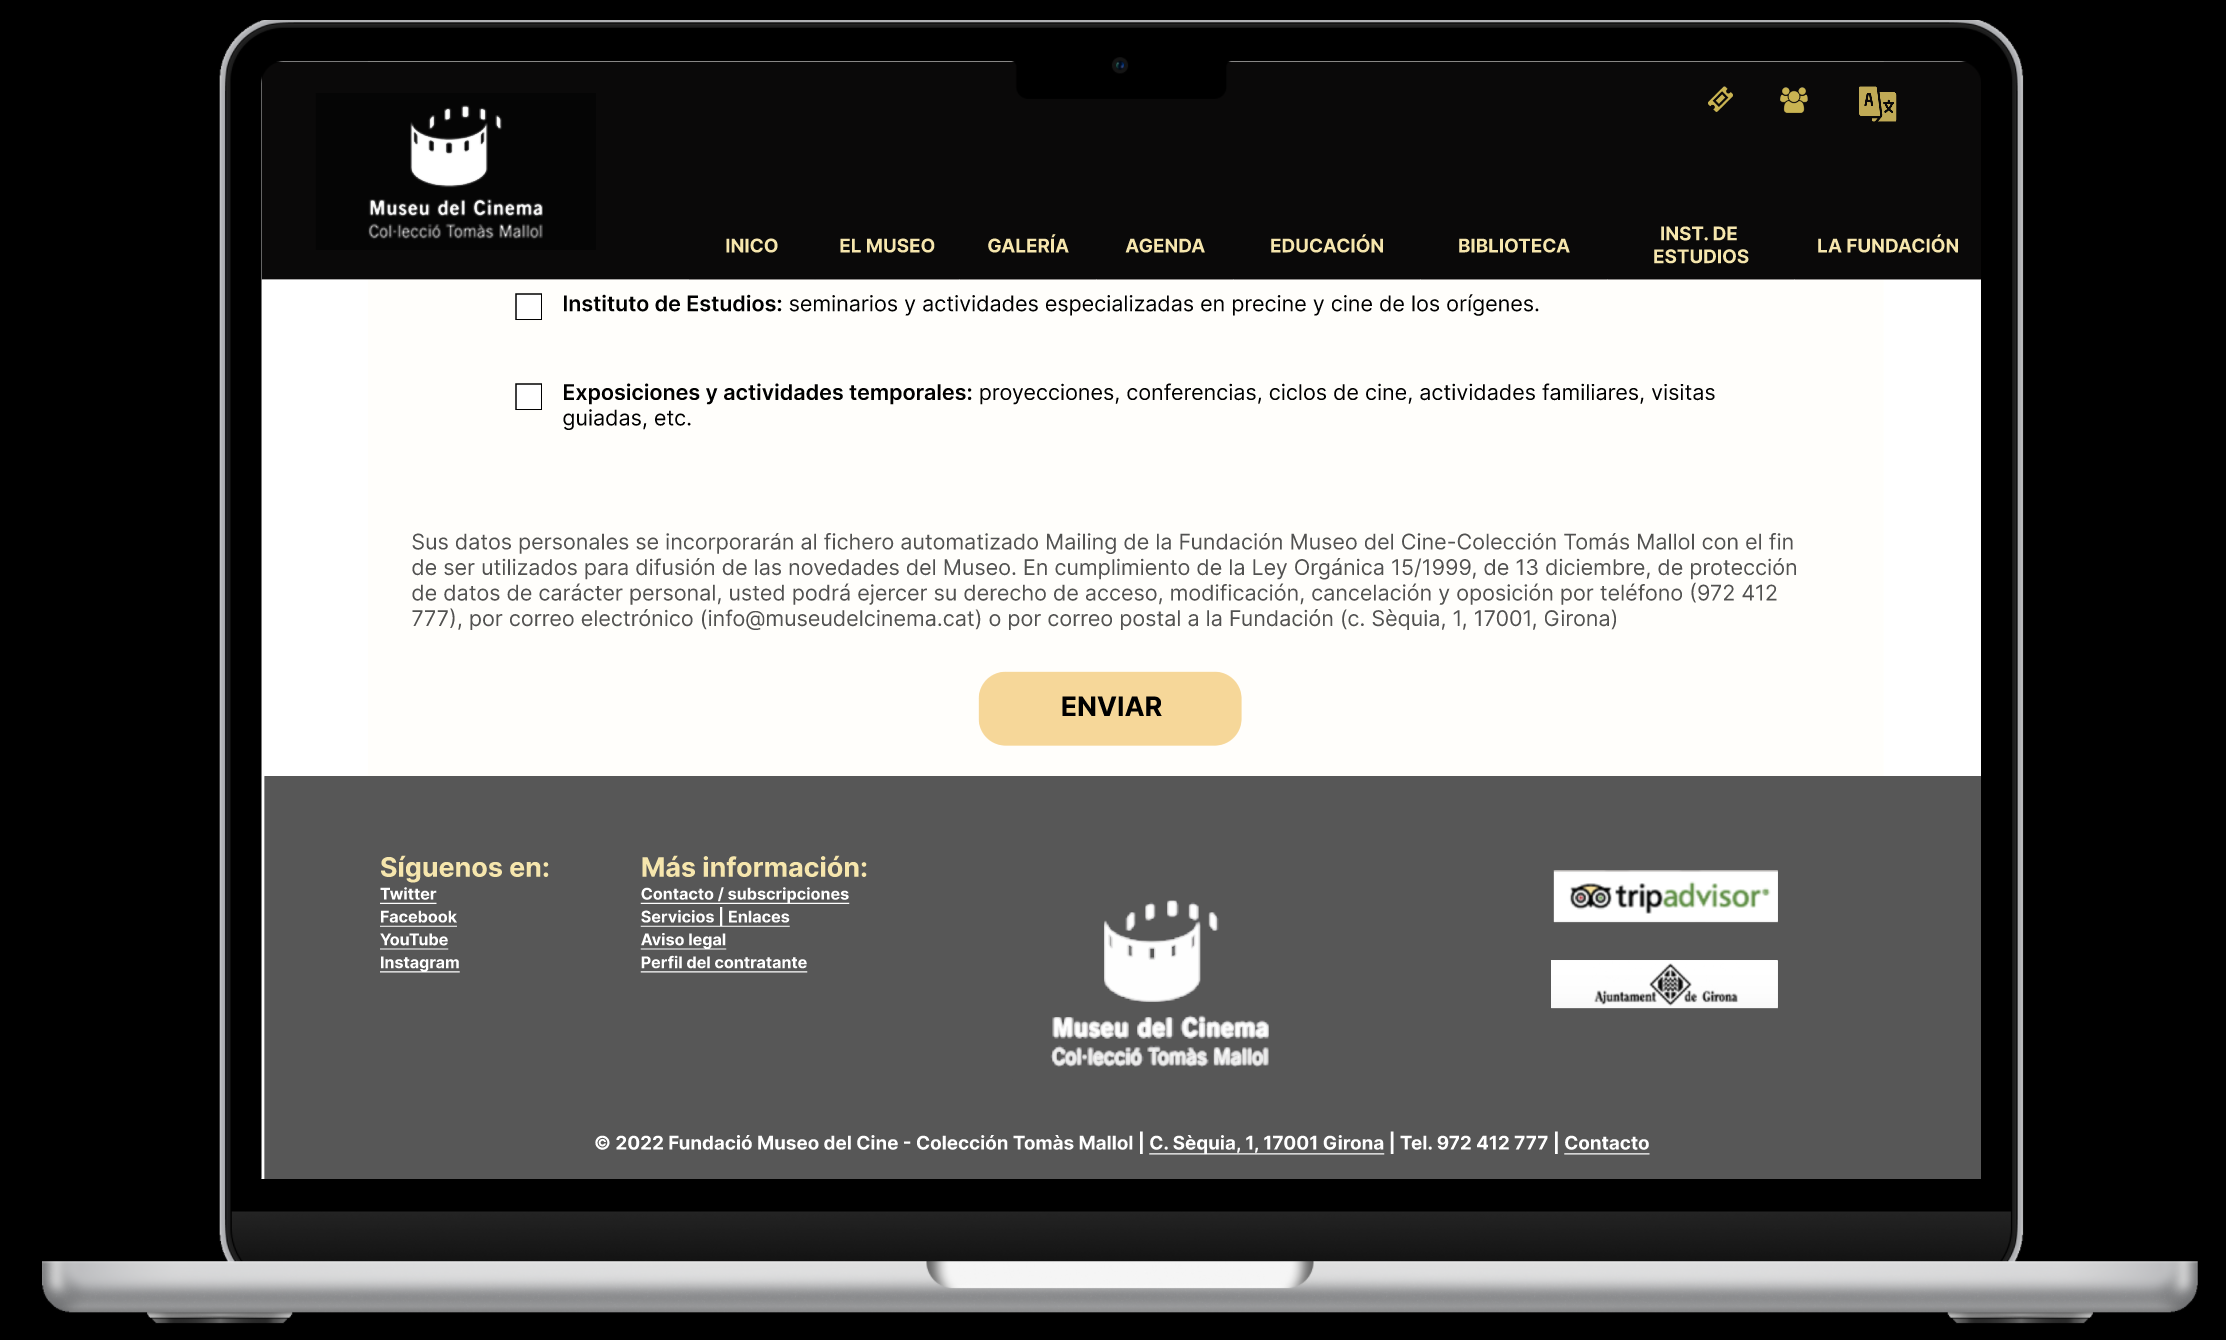 Museu del Cinema
Col·lecció Tomàs Mallol
INICO
EL MUSEO
GALERÍA
AGENDA
EDUCACIÓN
BIBLIOTECA
INST. DE
ESTUDIOS
LA FUNDACIÓN
Instituto de Estudios: seminarios y actividades especializadas en precine y cine de los orígenes.
Exposiciones y actividades temporales: proyecciones, conferencias, ciclos de cine, actividades familiares, visitas
guiadas, etc.
Sus datos personales se incorporarán al fichero automatizado Mailing de la Fundación Museo del Cine-Colección Tomás Mallol con el fin
de ser utilizados para difusión de las novedades del Museo. En cumplimiento de la Ley Orgánica 15/1999, de 13 diciembre, de protección
de datos de carácter personal, usted podrá ejercer su derecho de acceso, modificación, cancelación y oposición por teléfono (972 412
777), por correo electrónico (info@museudelcinema.cat) o por correo postal a la Fundación (c. Sèquia, 1, 17001, Girona)
ENVIAR
Síguenos en:
Twitter
Facebook
YouTube
Instagram
Más información:
Contacto / subscripciones
Servicios | Enlaces
Aviso legal
Perfil del contratante
Museu del Cinema
Col·lecció Tomàs Mallol
tripadvisor®
Ajuntament de Girona
© 2022 Fundació Museo del Cine - Colección Tomàs Mallol | C. Sèquia, 1, 17001 Girona | Tel. 972 412 777 | Contacto